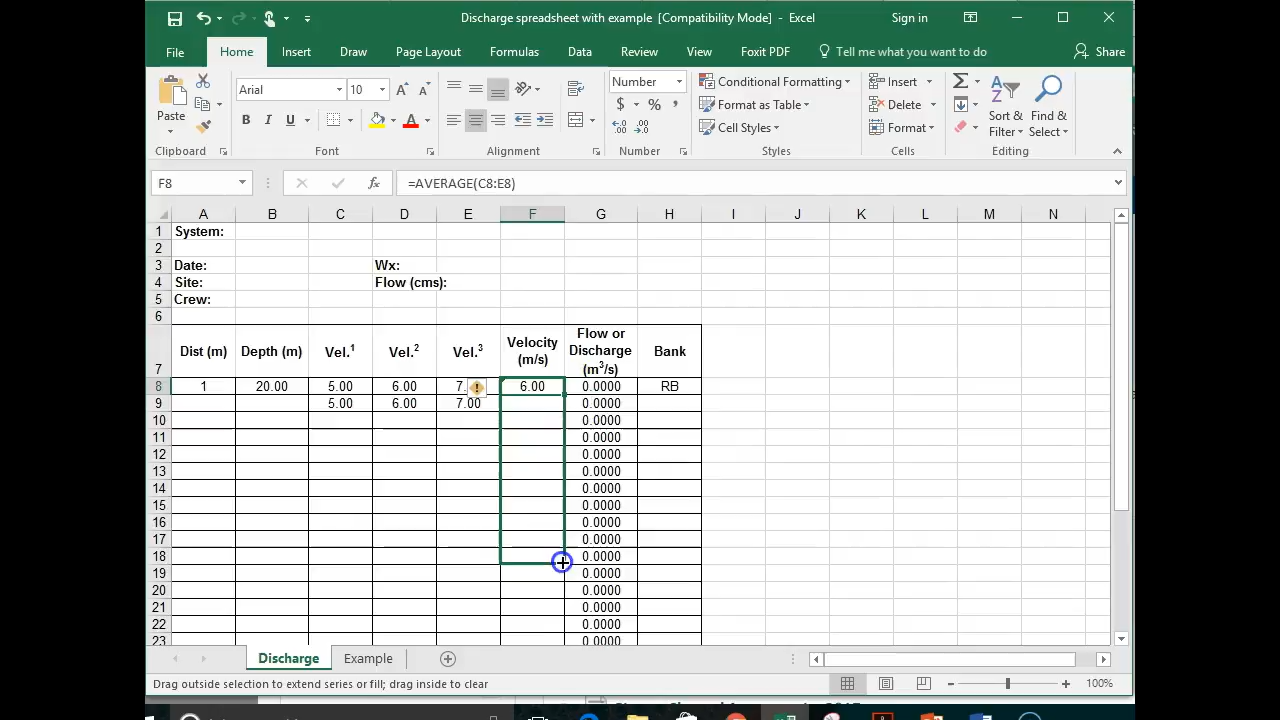 Discharge spreadsheet with example [Compatibility Mode] - Excel
Sign in
File Home Insert Draw Page Layout Formulas Data Review View Foxit PDF Tell me what you want to do Share
Paste
Clipboard
Arial 10
B I U
Font
Alignment
Number
$ % ,
Number
Conditional Formatting
Format as Table
Cell Styles
Styles
Insert
Delete
Format
Cells
Sort & Filter
Find & Select
Editing
F8 fx =AVERAGE(C8:E8)
A B C D E F G H I J K L M N
1 System:
2
3 Date: Wx:
4 Site: Flow (cms):
5 Crew:
6
7 Dist (m) Depth (m) Vel.1 Vel.2 Vel.3 Velocity (m/s) Flow or Discharge (m3/s) Bank
8 1 20.00 5.00 6.00 7. 6.00 0.0000 RB
9 5.00 6.00 7.00 0.0000
10 0.0000
11 0.0000
12 0.0000
13 0.0000
14 0.0000
15 0.0000
16 0.0000
17 0.0000
18 0.0000
19 0.0000
20 0.0000
21 0.0000
22 0.0000
23 0.0000
Discharge Example
Drag outside selection to extend series or fill; drag inside to clear
100%